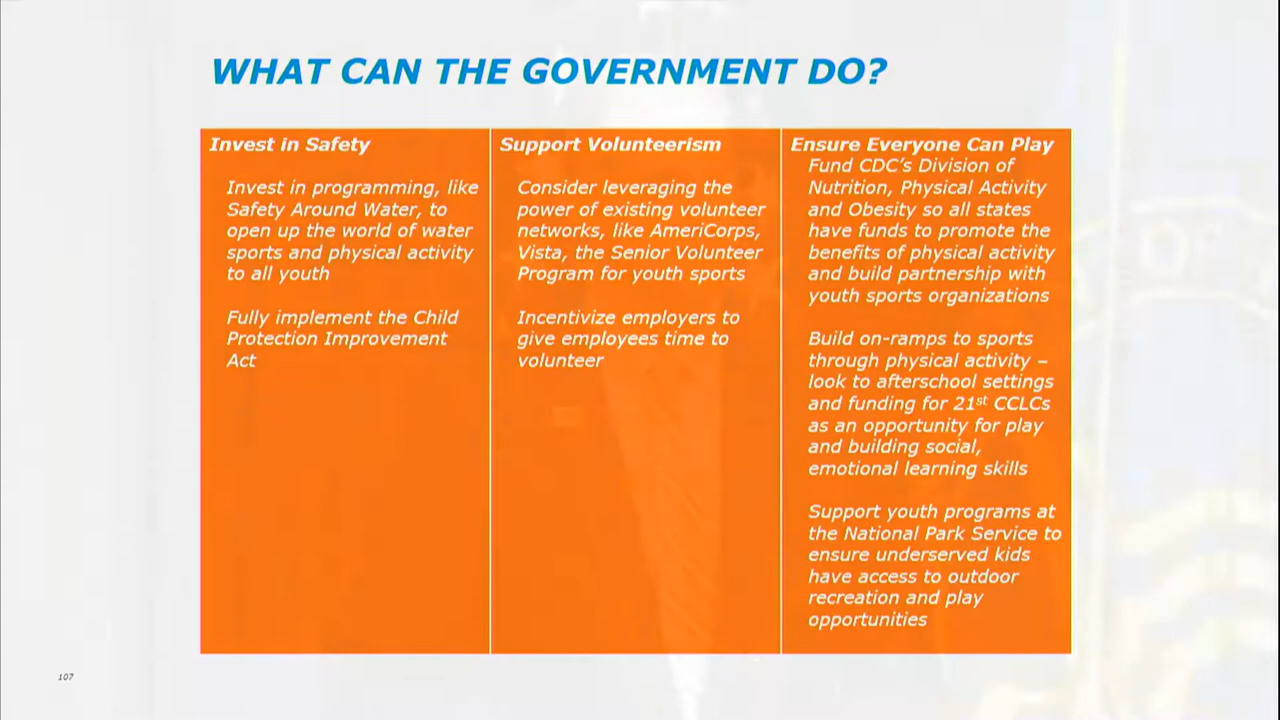 WHAT CAN THE GOVERNMENT DO?
Invest in Safety
Invest in programming, like
Safety Around Water, to
open up the world of water
sports and physical activity
to all youth
Fully implement the Child
Protection Improvement
Act
Support Volunteerism
Consider leveraging the
power of existing volunteer
networks, like AmeriCorps,
Vista, the Senior Volunteer
Program for youth sports
Incentivize employers to
give employees time to
volunteer
Ensure Everyone Can Play
Fund CDC’s Division of
Nutrition, Physical Activity
and Obesity so all states
have funds to promote the
benefits of physical activity
and build partnership with
youth sports organizations
Build on-ramps to sports
through physical activity –
look to afterschool settings
and funding for 21st CCLCs
as an opportunity for play
and building social,
emotional learning skills
Support youth programs at
the National Park Service to
ensure underserved kids
have access to outdoor
recreation and play
opportunities
107